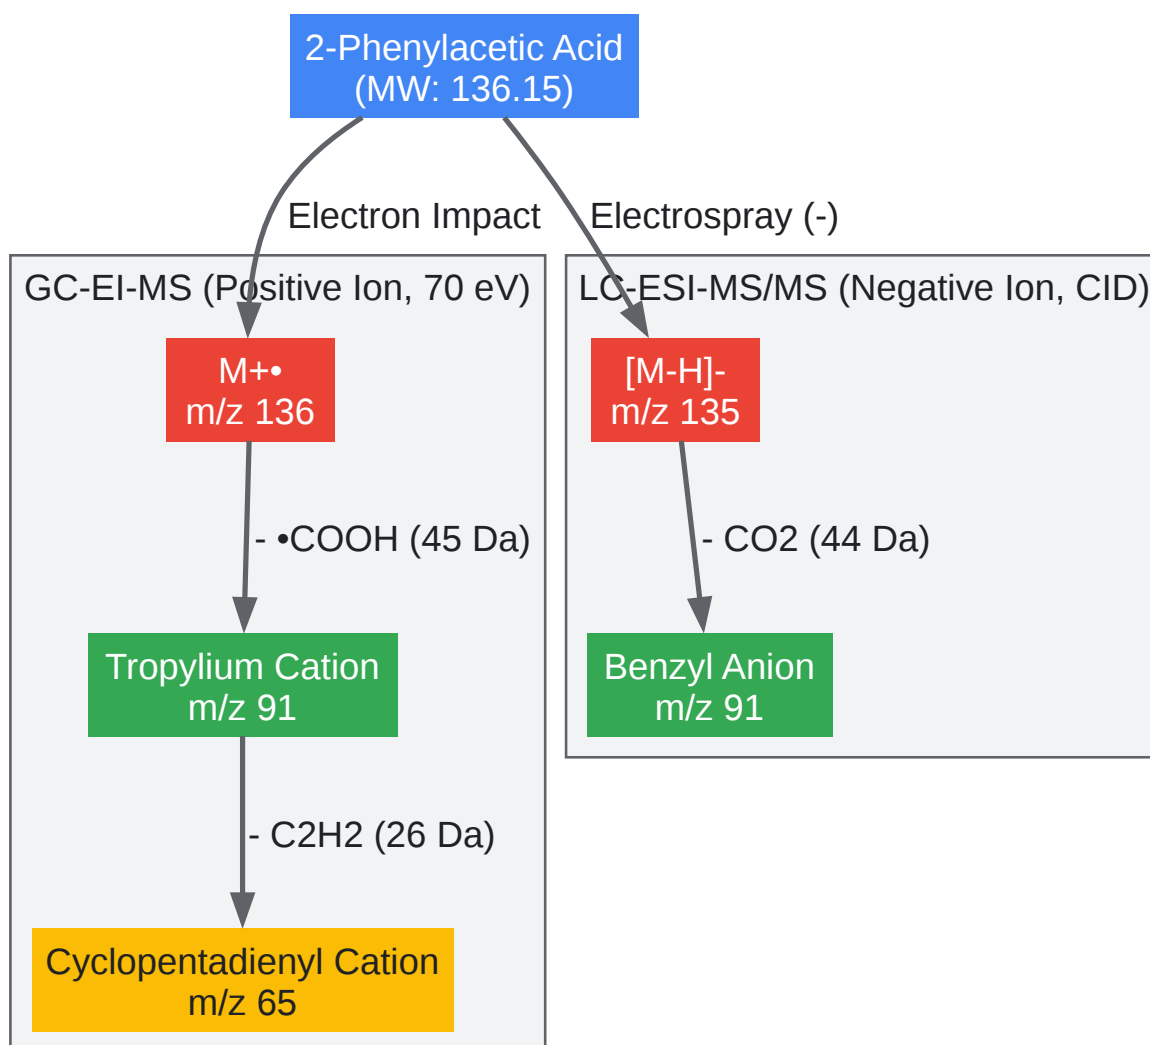 2-Phenylacetic Acid
(MW: 136.15)
Electron Impact
Electrospray (-)
GC-EI-MS (Positive Ion, 70 eV)
LC-ESI-MS/MS (Negative Ion, CID)
M+•
m/z 136
[M-H]-
m/z 135
- •COOH (45 Da)
- CO2 (44 Da)
Tropylium Cation
m/z 91
Benzyl Anion
m/z 91
- C2H2 (26 Da)
Cyclopentadienyl Cation
m/z 65